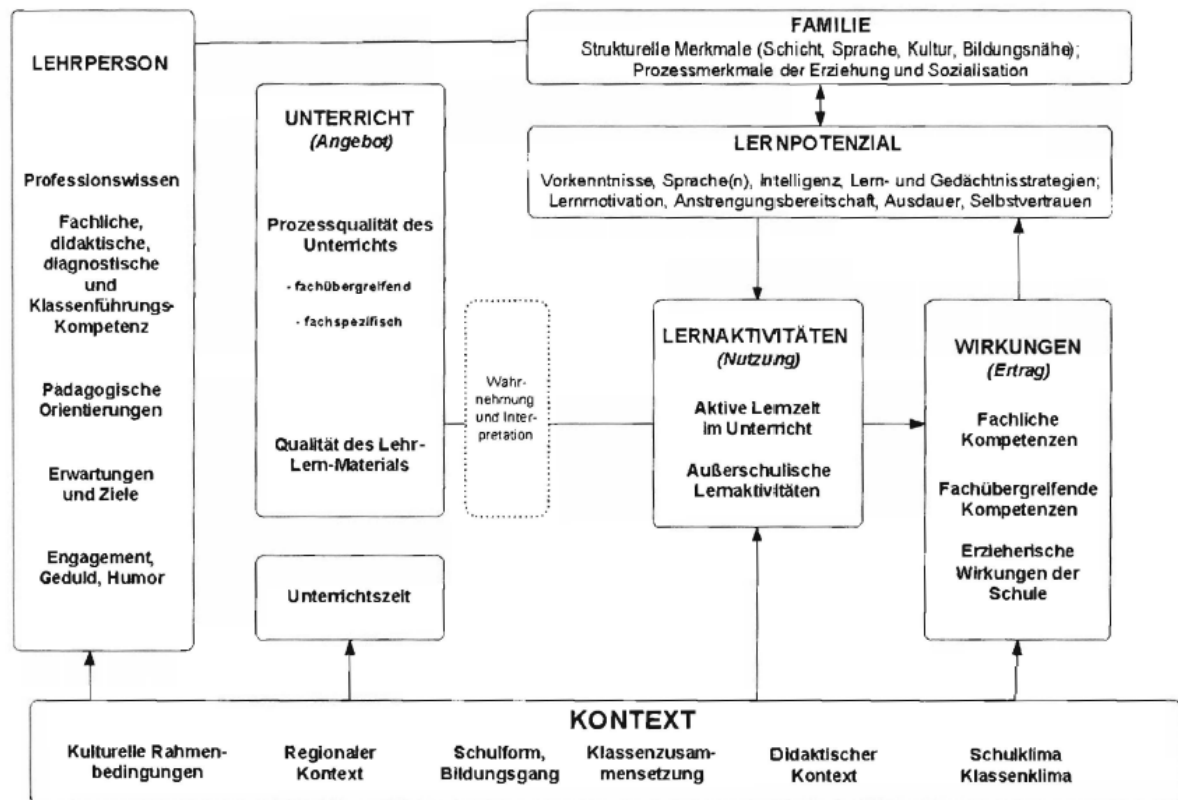 LEHRPERSON
Professionswissen
Fachliche,
didaktische,
diagnostische
und
Klassenführungs-
Kompetenz
Pädagogische
Orientierungen
Erwartungen
und Ziele
Engagement,
Geduld, Humor
UNTERRICHT
(Angebot)
Prozessqualität des
Unterrichts
- fachübergreifend
- fachspezifisch
Qualität des Lehr-
Lern-Materials
Unterrichtszeit
Wahr-
nehmung
und Inter-
pretation
FAMILIE
Strukturelle Merkmale (Schicht, Sprache, Kultur, Bildungsnähe);
Prozessmerkmale der Erziehung und Sozialisation
LERNPOTENZIAL
Vorkenntnisse, Sprache(n), Intelligenz, Lern- und Gedächtnisstrategien;
Lernmotivation, Anstrengungsbereitschaft, Ausdauer, Selbstvertrauen
LERNAKTIVITÄTEN
(Nutzung)
Aktive Lernzeit
im Unterricht
Außerschulische
Lernaktivitäten
WIRKUNGEN
(Ertrag)
Fachliche
Kompetenzen
Fachübergreifende
Kompetenzen
Erzieherische
Wirkungen der
Schule
KONTEXT
Kulturelle Rahmen-
bedingungen
Regionaler
Kontext
Schulform,
Bildungsgang
Klassenzusam-
mensetzung
Didaktischer
Kontext
Schulklima
Klassenklima